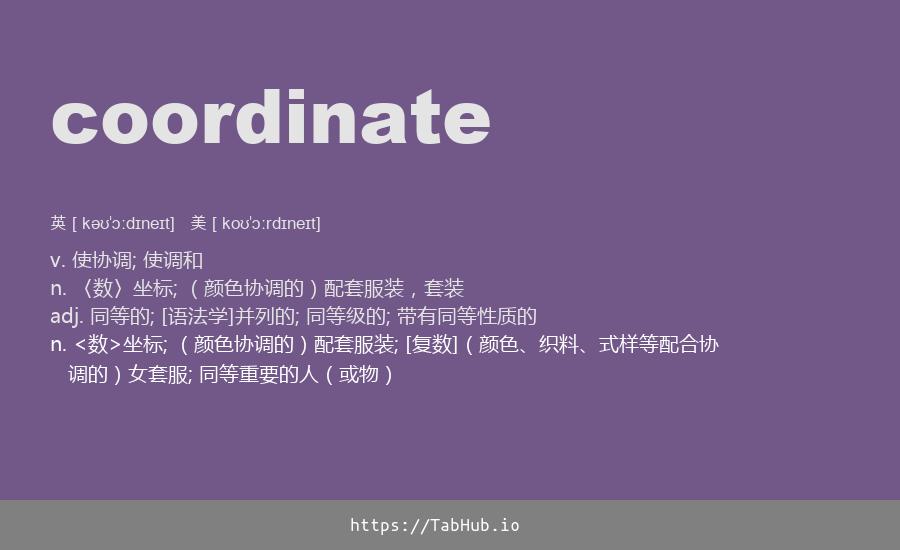 coordinate
英 [ kəʊˈɔːdɪneɪt] 美 [ koʊˈɔːrdɪneɪt]
v. 使协调; 使调和
n. 〈数〉坐标; （颜色协调的）配套服装，套装
adj. 同等的; [语法学]并列的; 同等级的; 带有同等性质的
n. <数>坐标; （颜色协调的）配套服装; [复数]（颜色、织料、式样等配合协
调的）女套服; 同等重要的人（或物）
https://TabHub.io